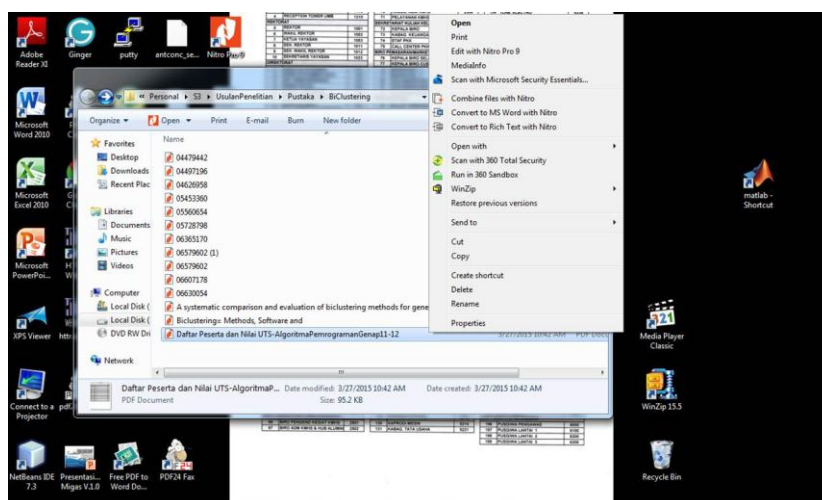 Adobe
Reader XI
Ginger
putty
antconc_se...
Nitro Pro 9
Microsoft
Word 2010
Microsoft
Excel 2010
Microsoft
PowerPoi...
XPS Viewer
Connect to a
Projector
NetBeans IDE
7.3
Presentasi...
Migas V.1.0
Free PDF to
Word Do...
PDF24 Fax
« Personal ▸ S3 ▸ UsulanPenelitian ▸ Pustaka ▸ BiClustering ▸
Organize Open Print E-mail Burn New folder
Favorites
Desktop
Downloads
Recent Plac
Libraries
Documents
Music
Pictures
Videos
Computer
Local Disk (
Local Disk (
DVD RW Dri
Network
Name
04479442
04497196
04626958
05453360
05560654
05728798
06365170
06579602 (1)
06579602
06607178
06630054
A systematic comparison and evaluation of biclustering methods for gene
Biclustering= Methods, Software and
Daftar Peserta dan Nilai UTS-AlgoritmaPemrogramanGenap11-12
3/27/2015 10:42 AM PDF Docu
Daftar Peserta dan Nilai UTS-AlgoritmaP... Date modified: 3/27/2015 10:42 AM Date created: 3/27/2015 10:42 AM
PDF Document Size: 95.2 KB
Open
Print
Edit with Nitro Pro 9
MediaInfo
Scan with Microsoft Security Essentials...
Combine files with Nitro
Convert to MS Word with Nitro
Convert to Rich Text with Nitro
Open with
Scan with 360 Total Security
Run in 360 Sandbox
WinZip
Restore previous versions
Send to
Cut
Copy
Create shortcut
Delete
Rename
Properties
matlab -
Shortcut
Media Player
Classic
WinZip 15.5
Recycle Bin